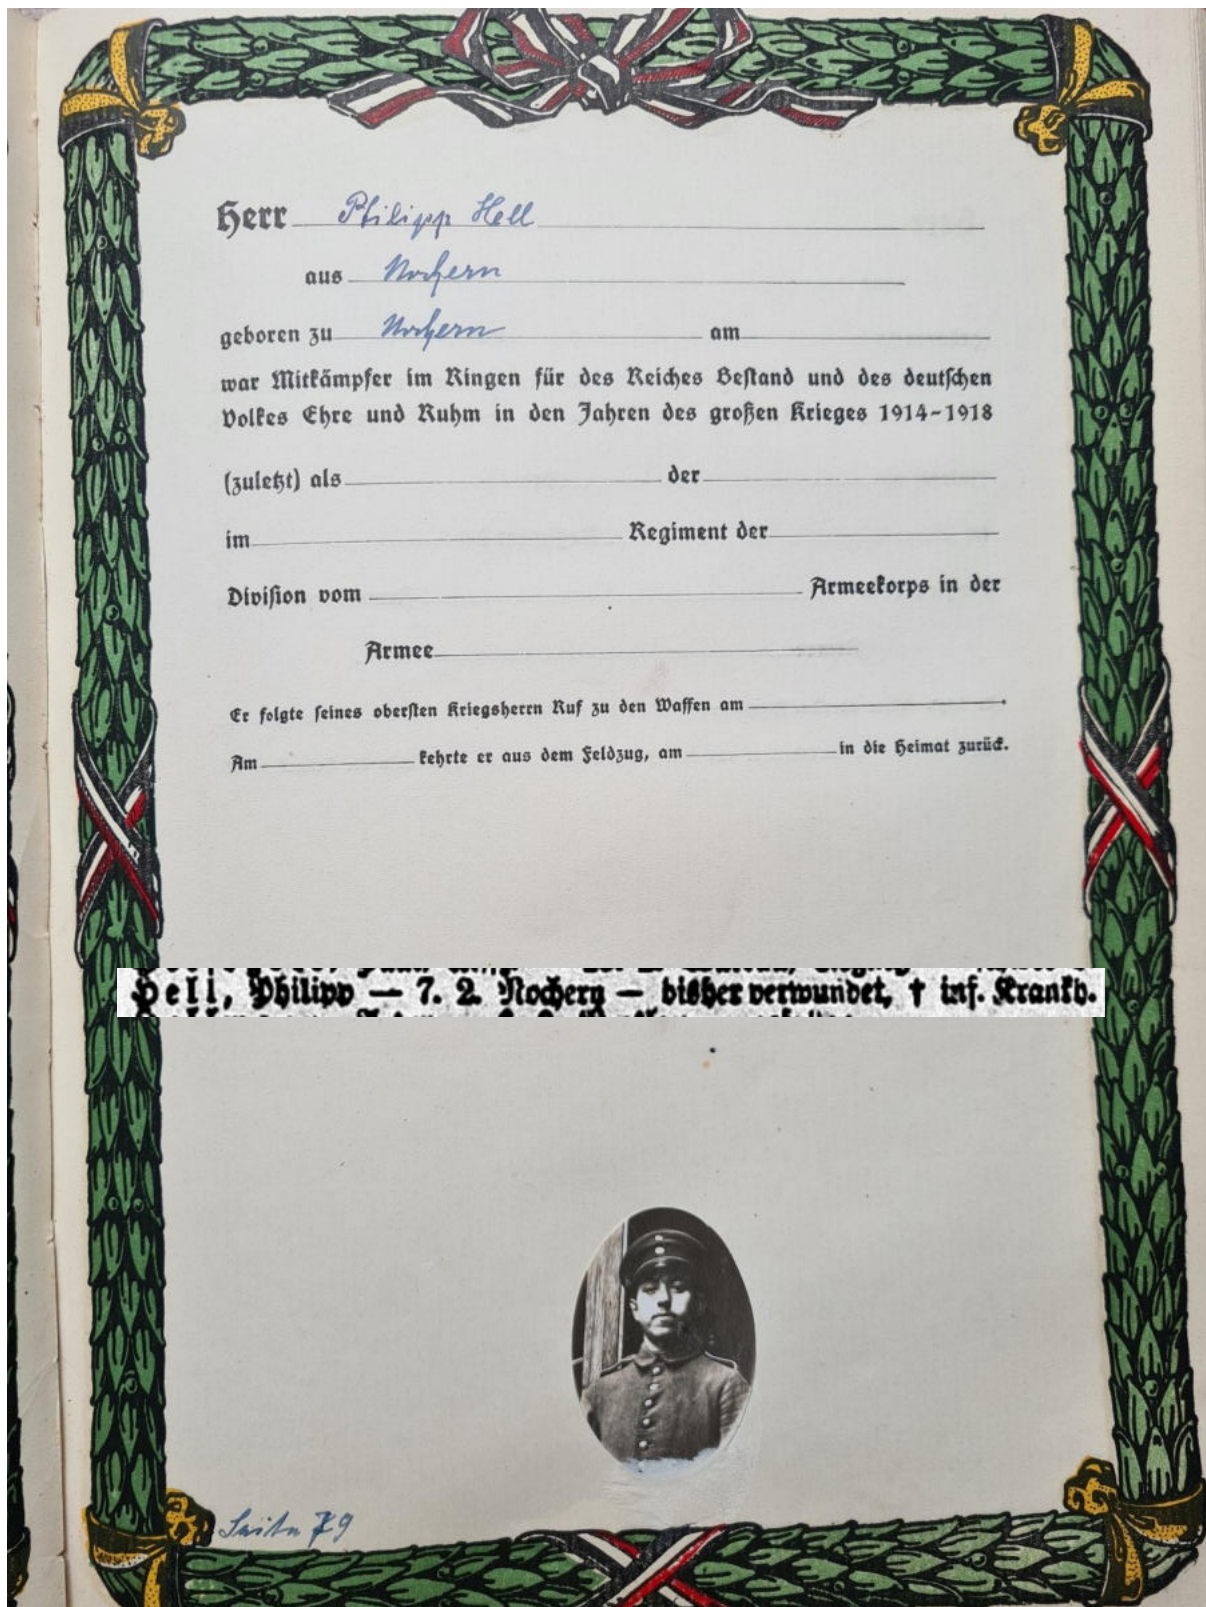 Herr Philipp Hell
aus Nochern
geboren zu Nochern am
war Mitkämpfer im Ringen für des Reiches Bestand und des deutschen
Volkes Ehre und Ruhm in den Jahren des großen Krieges 1914-1918
(zuletzt) als der
im Regiment der
Division vom Armeekorps in der
Armee
Er folgte seines obersten Kriegsherrn Ruf zu den Waffen am
Am kehrte er aus dem Feldzug, am in die Heimat zurück.
Hell, Philipp — 7. 2. Nochern — bisher verwundet, † inf. Krankh.
Seite 79